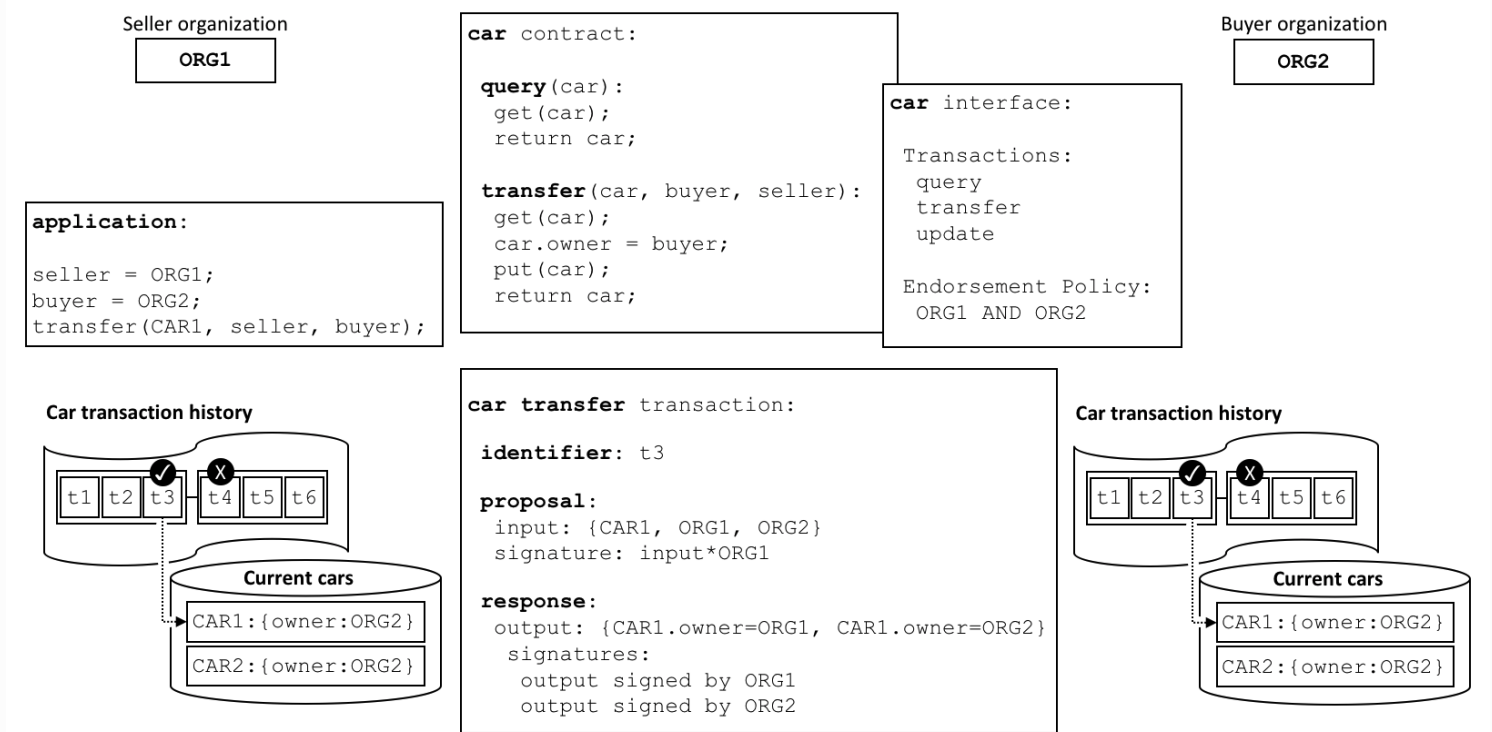 Seller organization
ORG1
car contract:
query(car):
get(car);
return car;
transfer(car, buyer, seller):
get(car);
car.owner = buyer;
put(car);
return car;
car interface:
Transactions:
query
transfer
update
Endorsement Policy:
ORG1 AND ORG2
Buyer organization
ORG2
application:
seller = ORG1;
buyer = ORG2;
transfer(CAR1, seller, buyer);
Car transaction history
✓ X
t1 t2 t3 t4 t5 t6
Current cars
CAR1:{owner:ORG2}
CAR2:{owner:ORG2}
car transfer transaction:
identifier: t3
proposal:
input: {CAR1, ORG1, ORG2}
signature: input*ORG1
response:
output: {CAR1.owner=ORG1, CAR1.owner=ORG2}
signatures:
output signed by ORG1
output signed by ORG2
Car transaction history
✓ X
t1 t2 t3 t4 t5 t6
Current cars
CAR1:{owner:ORG2}
CAR2:{owner:ORG2}